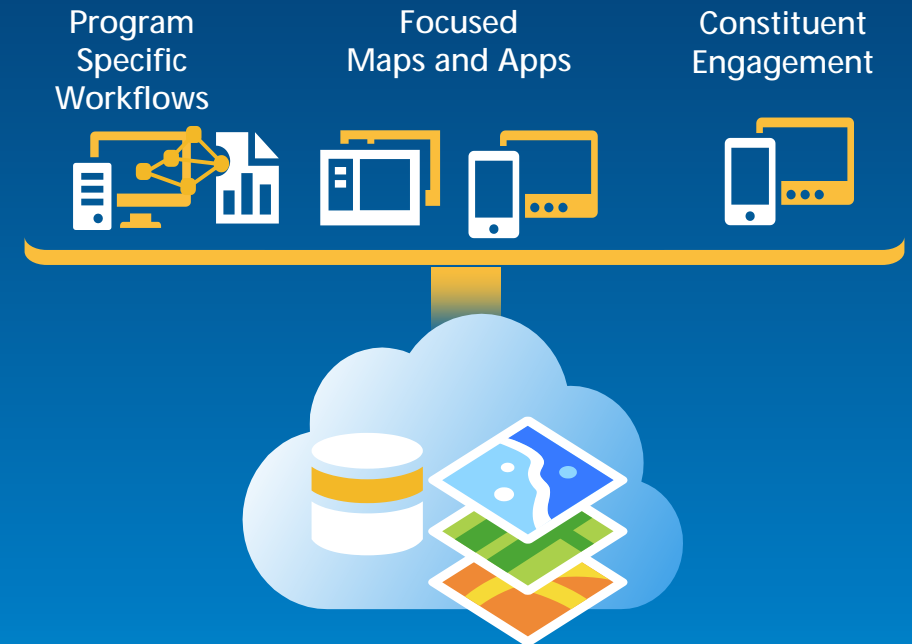 Program
Specific
Workflows
Focused
Maps and Apps
Constituent
Engagement